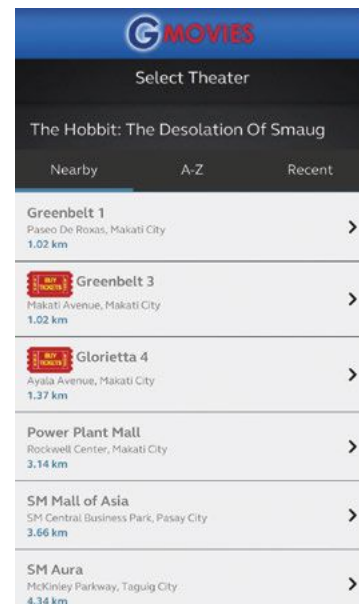 GMOVIES
Select Theater
The Hobbit: The Desolation Of Smaug
Nearby A-Z Recent
Greenbelt 1
Paseo De Roxas, Makati City
1.02 km
BUY TICKETS Greenbelt 3
Makati Avenue, Makati City
1.02 km
BUY TICKETS Glorietta 4
Ayala Avenue, Makati City
1.37 km
Power Plant Mall
Rockwell Center, Makati City
3.14 km
SM Mall of Asia
SM Central Business Park, Pasay City
3.66 km
SM Aura
McKinley Parkway, Taguig City
4.34 km